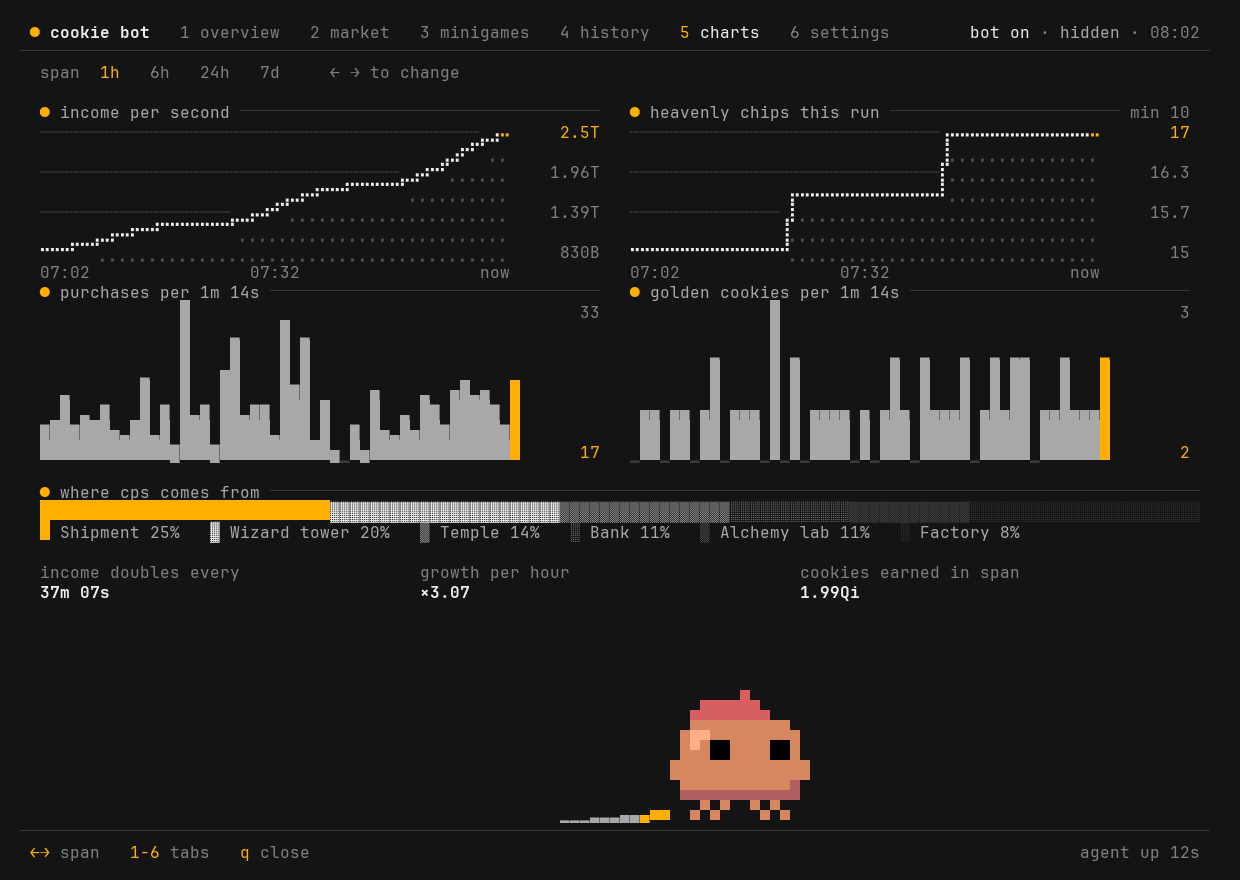 cookie bot 1 overview 2 market 3 minigames 4 history 5 charts 6 settings bot on · hidden · 08:02
span 1h 6h 24h 7d ← → to change
income per second
2.5T
1.96T
1.39T
830B
07:02 07:32 now
heavenly chips this run min 10
17
16.3
15.7
15
07:02 07:32 now
purchases per 1m 14s
33
17
golden cookies per 1m 14s
3
2
where cps comes from
Shipment 25% Wizard tower 20% Temple 14% Bank 11% Alchemy lab 11% Factory 8%
income doubles every
37m 07s
growth per hour
×3.07
cookies earned in span
1.99Qi
↔ span 1-6 tabs q close agent up 12s